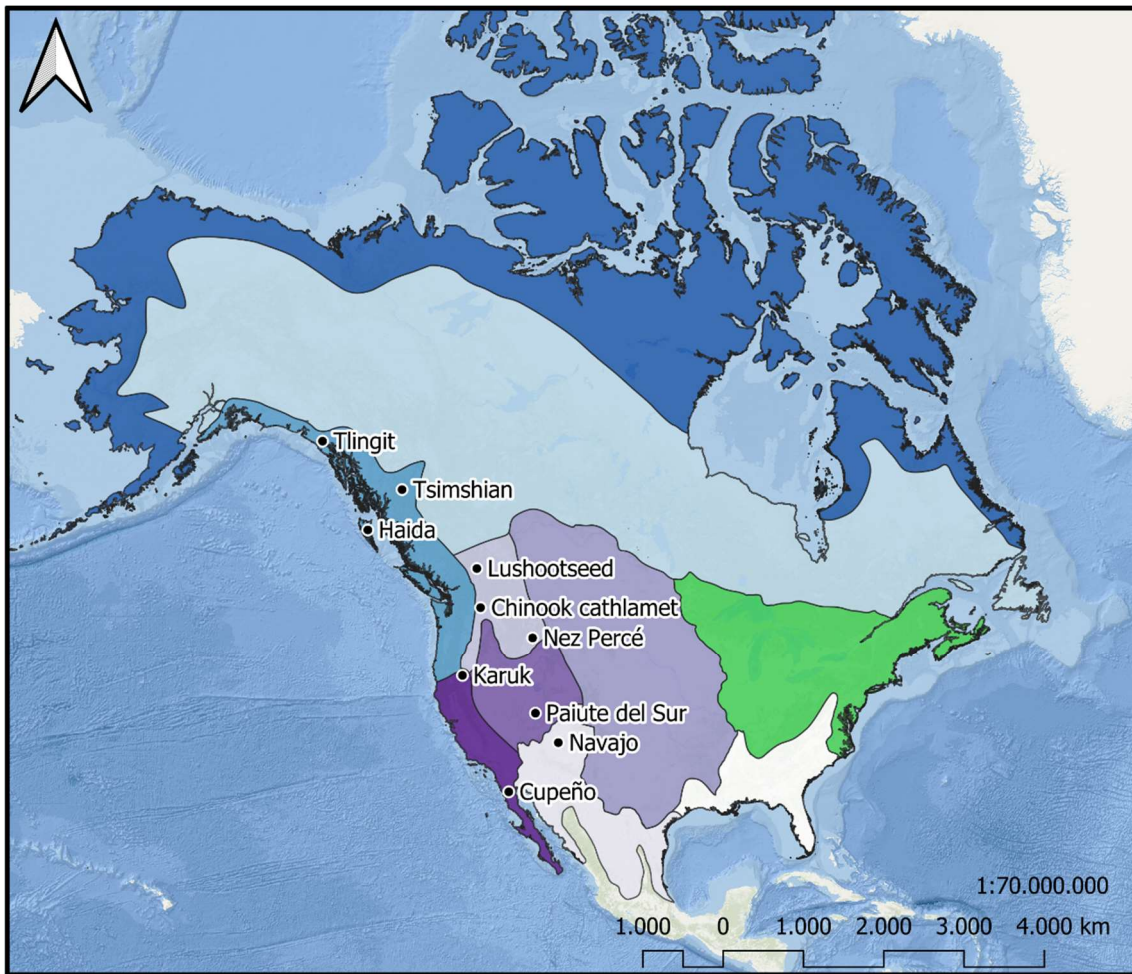 Tlingit
Tsimshian
Haida
Lushootseed
Chinook cathlamet
Nez Percé
Karuk
Paiute del Sur
Navajo
Cupeño
1:70.000.000
1.000 0 1.000 2.000 3.000 4.000 km